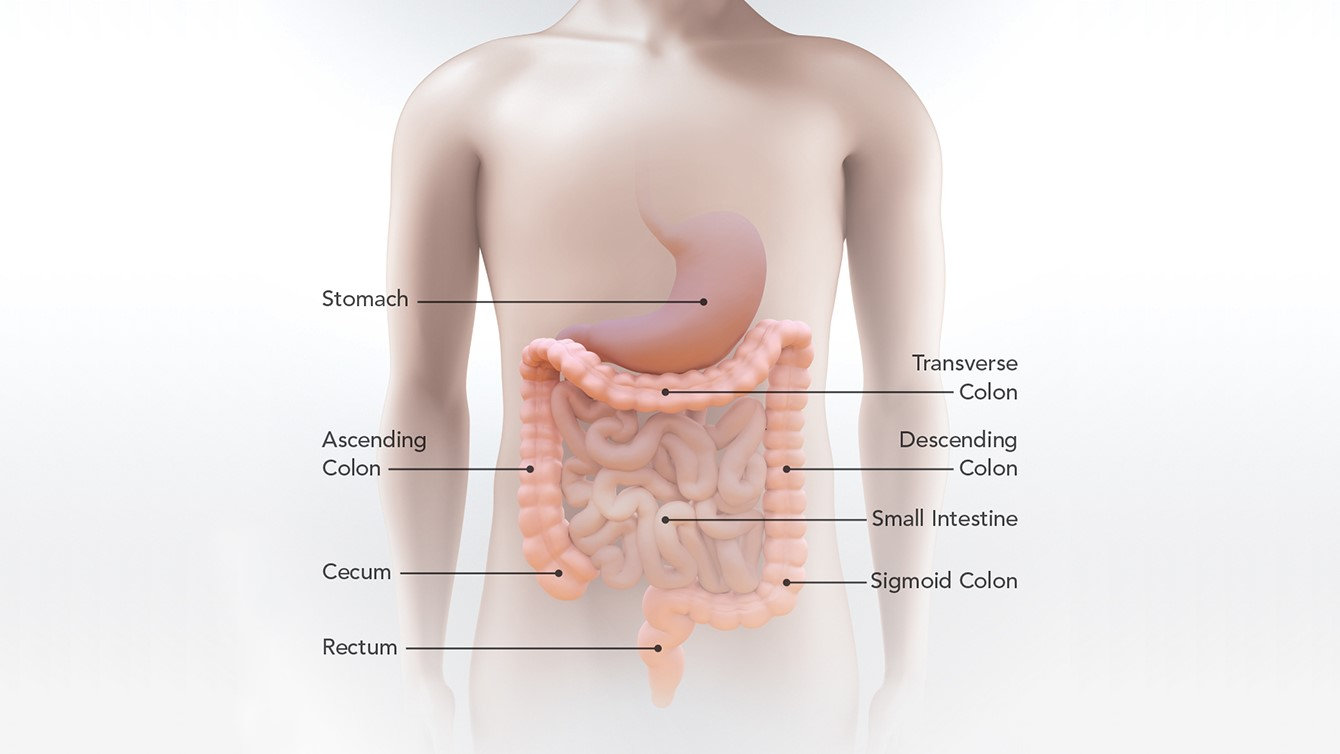 Stomach
Transverse
Colon
Ascending
Colon
Descending
Colon
Small Intestine
Cecum
Sigmoid Colon
Rectum